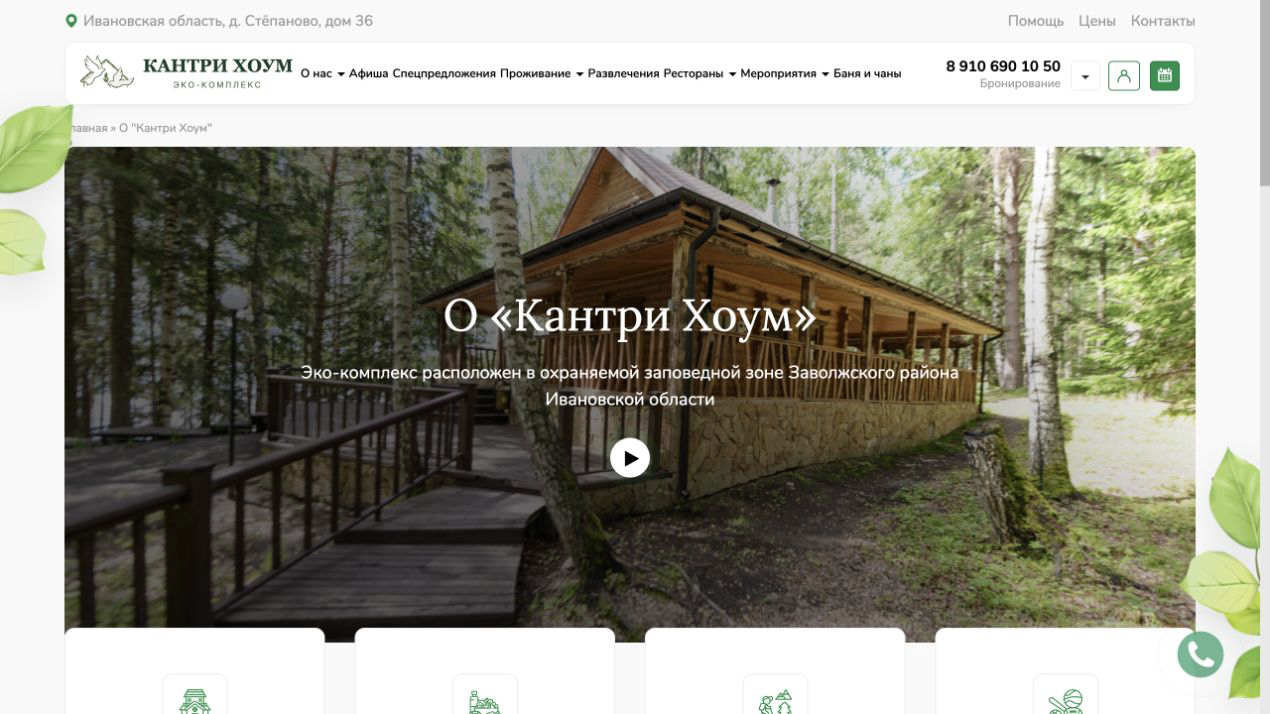 Ивановская область, д. Стёпаново, дом 36
Помощь Цены Контакты
КАНТРИ ХОУМ
ЭКО-КОМПЛЕКС
О нас Афиша Спецпредложения Проживание Развлечения Рестораны Мероприятия Баня и чаны
8 910 690 10 50
Бронирование
лавная » О "Кантри Хоум"
О «Кантри Хоум»
Эко-комплекс расположен в охраняемой заповедной зоне Заволжского района
Ивановской области